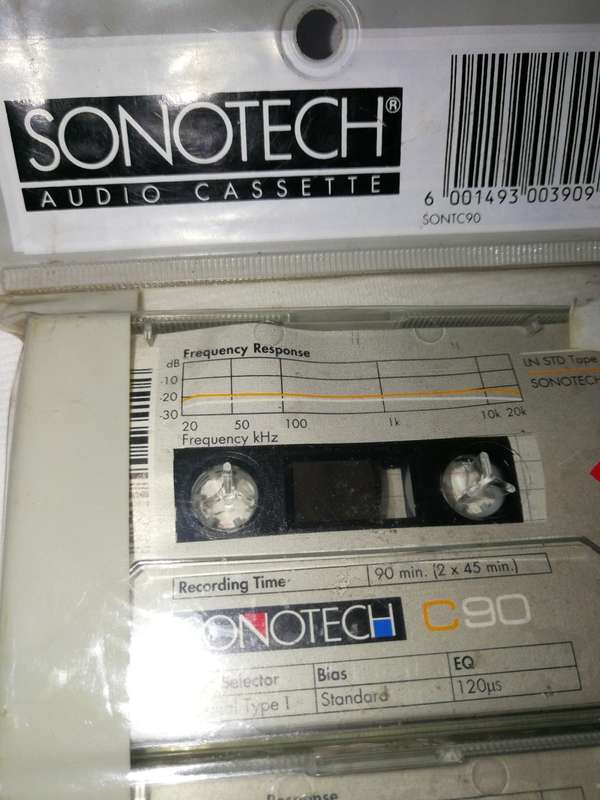 SONOTECH®
AUDIO CASSETTE
6 001493 003909
SONTC90
Frequency Response
dB
-10
-20
-30
20 50 100 1k 10k 20k
Frequency kHz
LN STD Tape
SONOTECH
Recording Time 90 min. (2 x 45 min.)
SONOTECH C90
Selector Bias EQ
Type I Standard 120µs